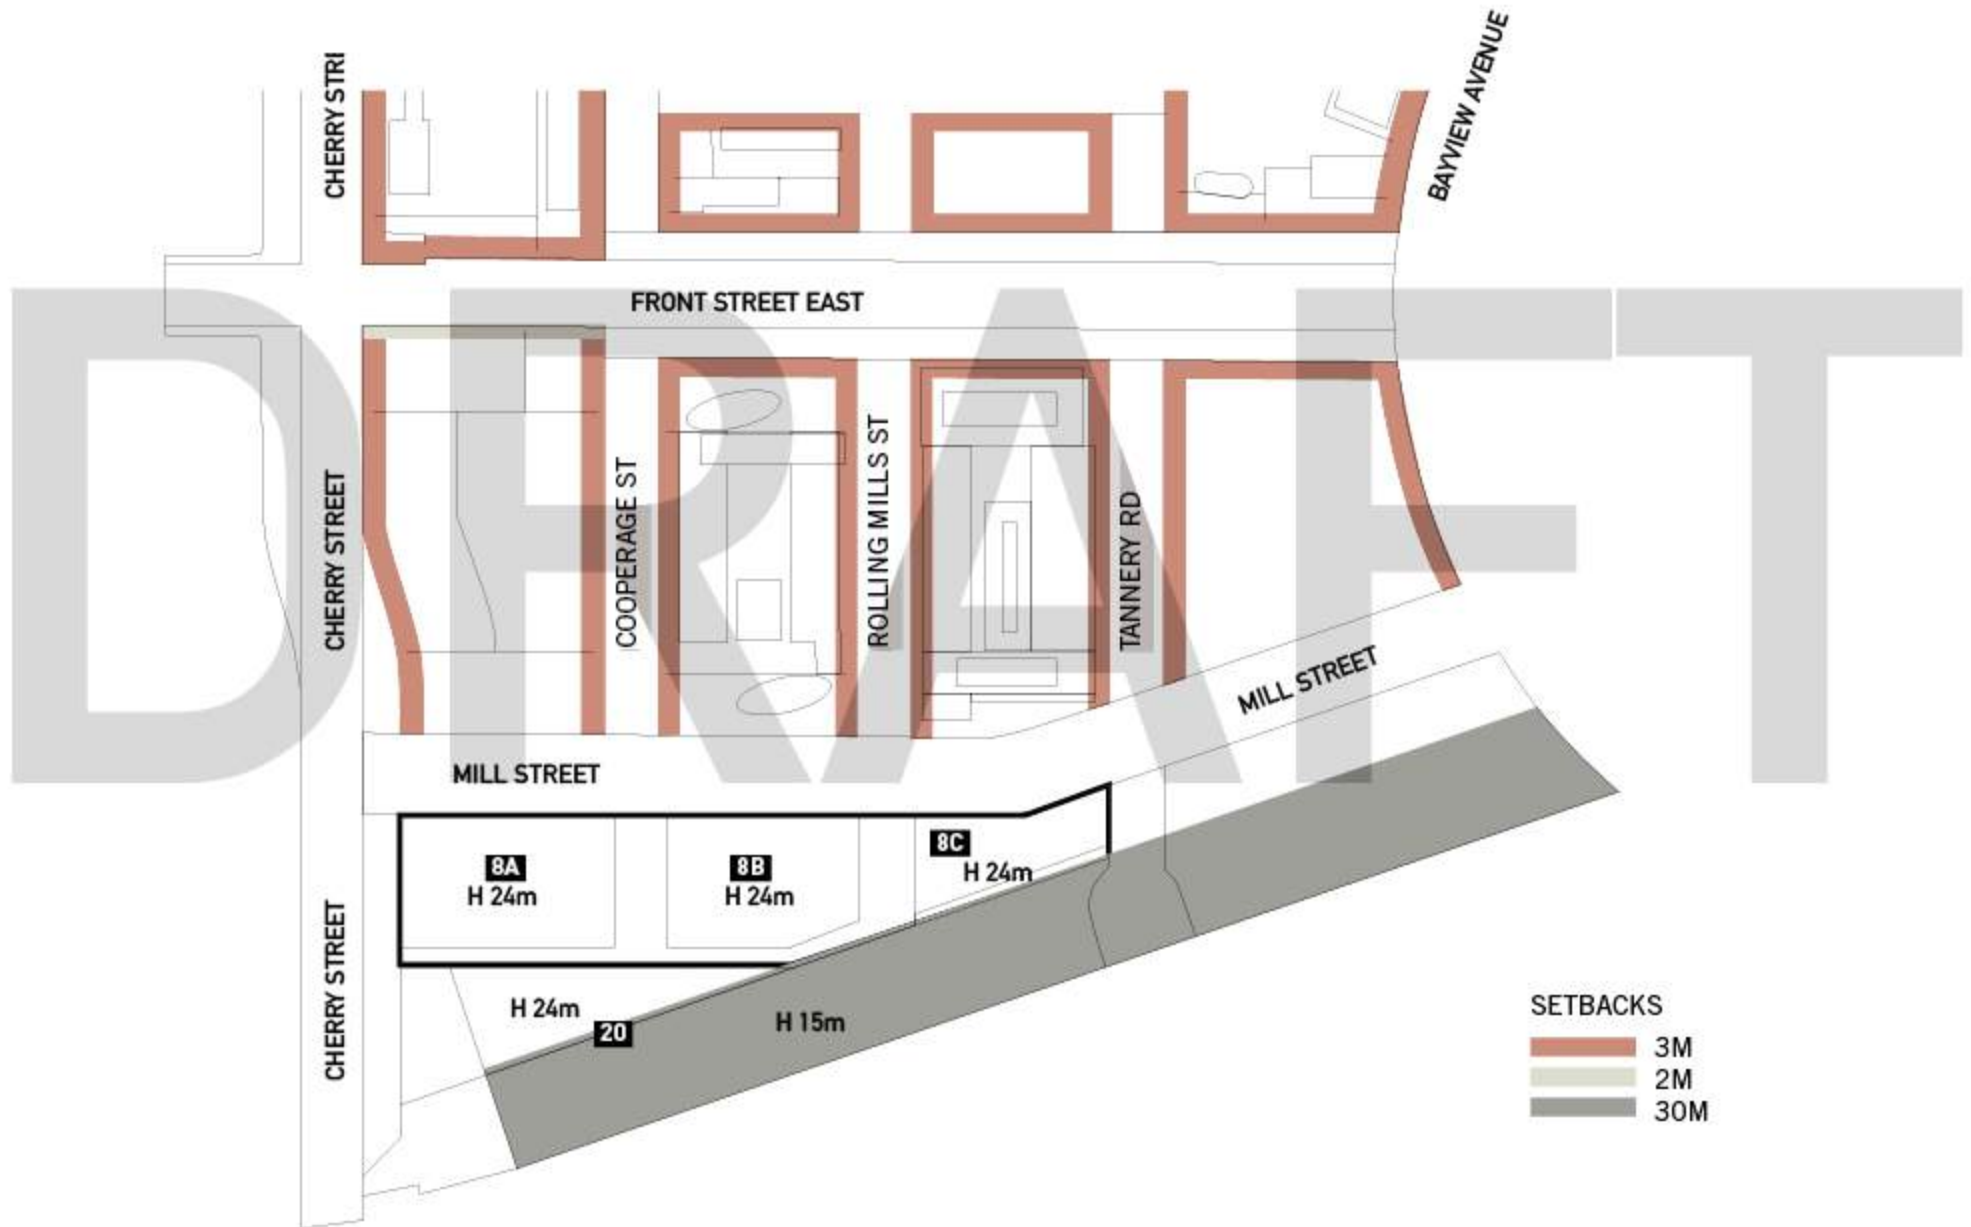 CHERRY STRE
BAYVIEW AVENUE
FRONT STREET EAST
DRAFT
CHERRY STREET
COOPERAGE ST
ROLLING MILLS ST
TANNERY RD
MILL STREET
MILL STREET
8A
H 24m
8B
H 24m
8C
H 24m
CHERRY STREET
H 24m
20
H 15m
SETBACKS
3M
2M
30M